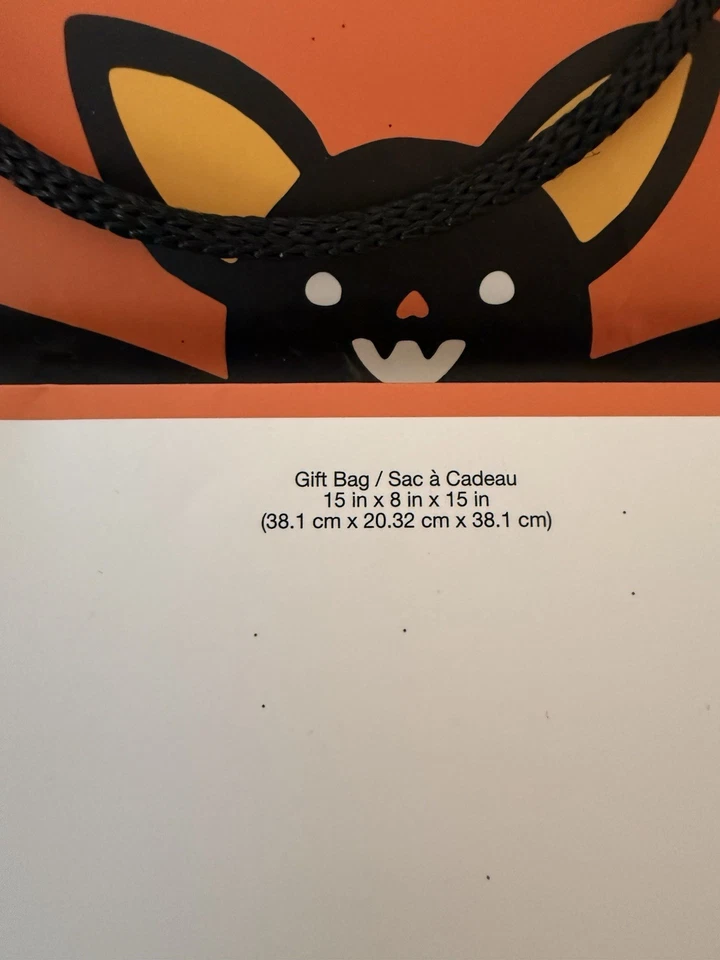 Gift Bag / Sac à Cadeau
15 in x 8 in x 15 in
(38.1 cm x 20.32 cm x 38.1 cm)